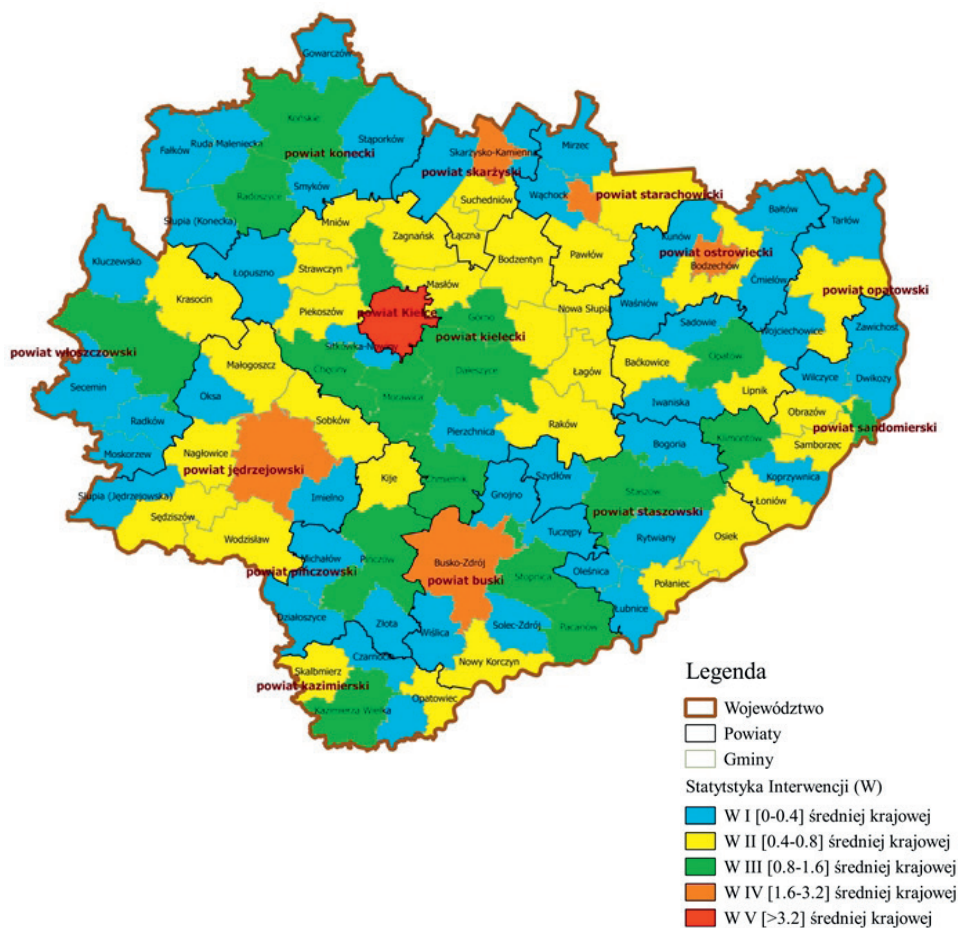 Gowarczów
Końskie
Stąporków
Fałków
Ruda Maleniecka
powiat konecki
Radoszyce
Smyków
Słupia (Konecka)
Skarżysko-Kamienna
powiat skarżyski
Mirzec
Wąchock
powiat starachowicki
Suchedniów
Mniów
Zagnańsk
Łączna
Bodzentyn
Pawłów
Kunów
Bałtów
Tarłów
powiat ostrowiecki
Bodzechów
Ćmielów
powiat opatowski
Kluczewsko
Krasocin
Łopuszno
Strawczyn
Piekoszów
Masłów
powiat Kielce
Górno
powiat kielecki
Nowa Słupia
Waśniów
Sadowie
Wojciechowice
Zawichost
powiat włoszczowski
Małogoszcz
Sitkówka-Nowiny
Chęciny
Daleszyce
Morawica
Łagów
Baćkowice
Opatów
Lipnik
Wilczyce
Dwikozy
Secemin
Oksa
Radków
Moskorzew
Sobków
Pierzchnica
Raków
Iwaniska
Obrazów
Klimontów
powiat sandomierski
Samborzec
Bogoria
Koprzywnica
Nagłowice
powiat jędrzejowski
Słupia (Jędrzejowska)
Imielno
Kije
Chmielnik
Gnojno
Szydłów
Staszów
powiat staszowski
Łoniów
Sędziszów
Wodzisław
Tuczępy
Rytwiany
Osiek
Michałów
powiat pińczowski
Pińczów
Busko-Zdrój
powiat buski
Stopnica
Oleśnica
Połaniec
Łubnice
Działoszyce
Złota
Wiślica
Solec-Zdrój
Pacanów
Czarnocin
Skalbmierz
powiat kazimierski
Kazimierza Wielka
Nowy Korczyn
Opatowiec
Legenda
Województwo
Powiaty
Gminy
Statytstyka Interwencji (W)
W I [0-0.4] średniej krajowej
W II [0.4-0.8] średniej krajowej
W III [0.8-1.6] średniej krajowej
W IV [1.6-3.2] średniej krajowej
W V [>3.2] średniej krajowej